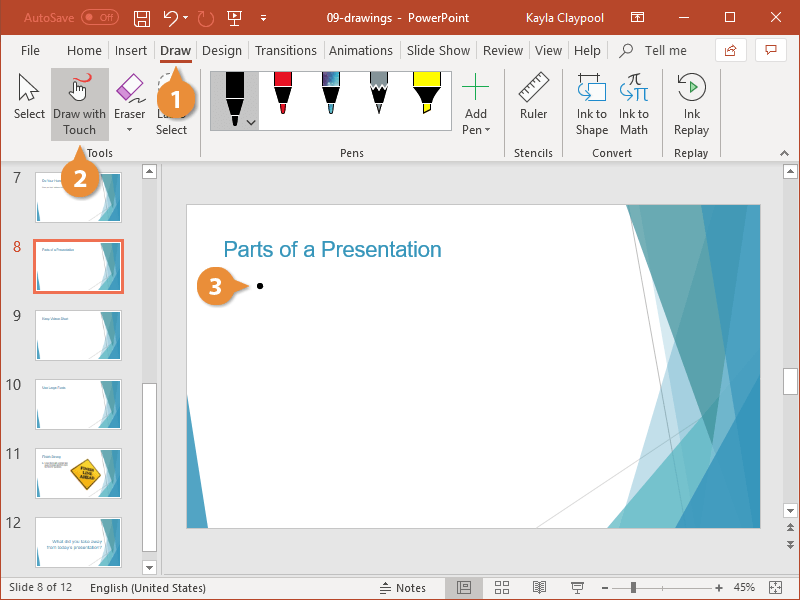 AutoSave Off 09-drawings - PowerPoint Kayla Claypool
File Home Insert Draw Design Transitions Animations Slide Show Review View Help Tell me
Select
Draw with
Touch
Eraser
Select
Add
Pen
Ruler
Ink to
Shape
Ink to
Math
Ink
Replay
Tools Pens Stencils Convert Replay
1
2
3
7
8
Parts of a Presentation
9
10
11
FINISH
LINE
AHEAD
12
What did you take away
from today's presentation?
Parts of a Presentation
Slide 8 of 12 English (United States) Notes 45%